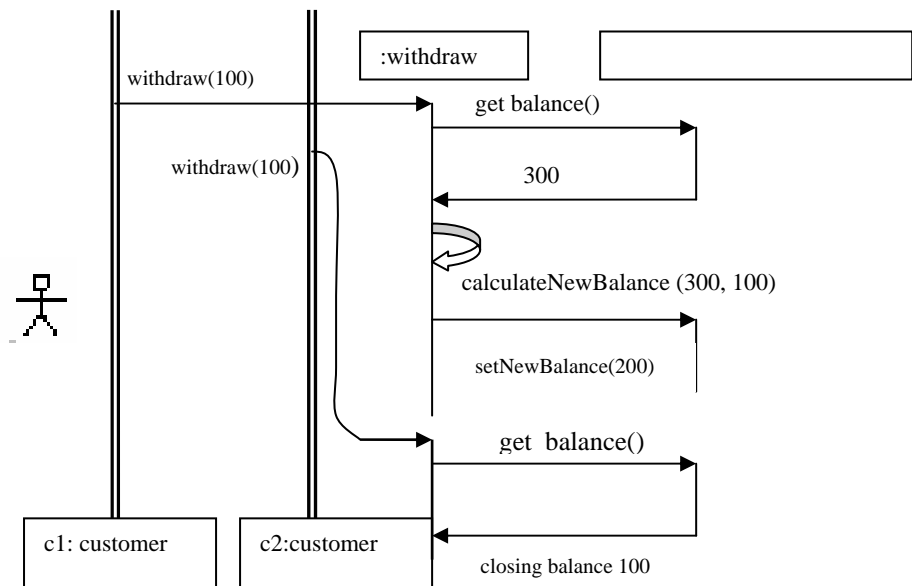 :withdraw
withdraw(100)
get balance()
withdraw(100)
300
calculateNewBalance (300, 100)
setNewBalance(200)
get balance()
c1: customer
c2:customer
closing balance 100